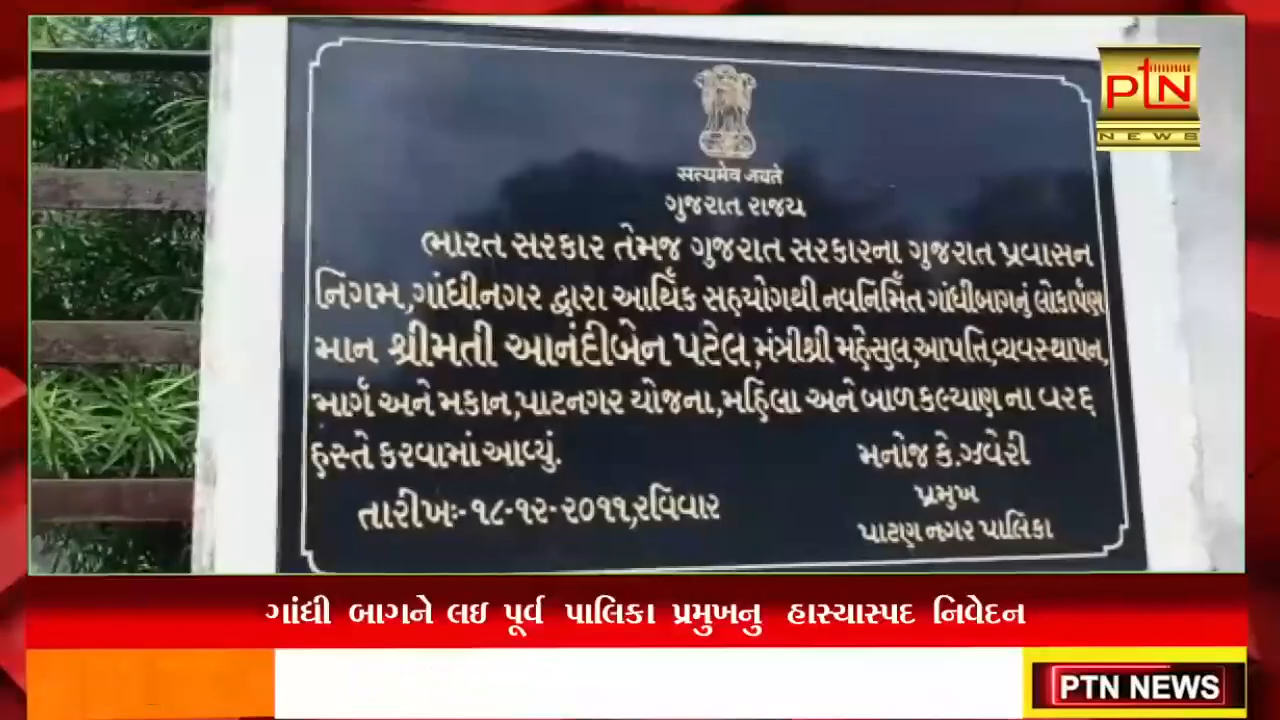 PTN
NEWS
સત્યમેવ જયતે
ગુજરાત રાજય
ભારત સરકાર તેમજ ગુજરાત સરકારના ગુજરાત પ્રવાસન
નિગમ,ગાંધીનગર દ્વારા આર્થિક સહયોગથી નવનિર્મિત ગાંધીબાગનું લોકાર્પણ
માન શ્રીમતી આનંદીબેન પટેલ,મંત્રીશ્રી મહેસુલ,આપતિ,વ્યવસ્થાપન,
માર્ગ અને મકાન,પાટનગર યોજના,મહિલા અને બાળકલ્યાણ ના વરદ્
હસ્તે કરવામાં આવ્યું.
મનોજ કે.ઝવેરી
પ્રમુખ
તારીખઃ-૧૮-૧૨-૨૦૧૧,રવિવાર
પાટણ નગર પાલિકા
ગાંધી બાગને લઇ પૂર્વ પાલિકા પ્રમુખનુ હાસ્યાસ્પદ નિવેદન
PTN NEWS